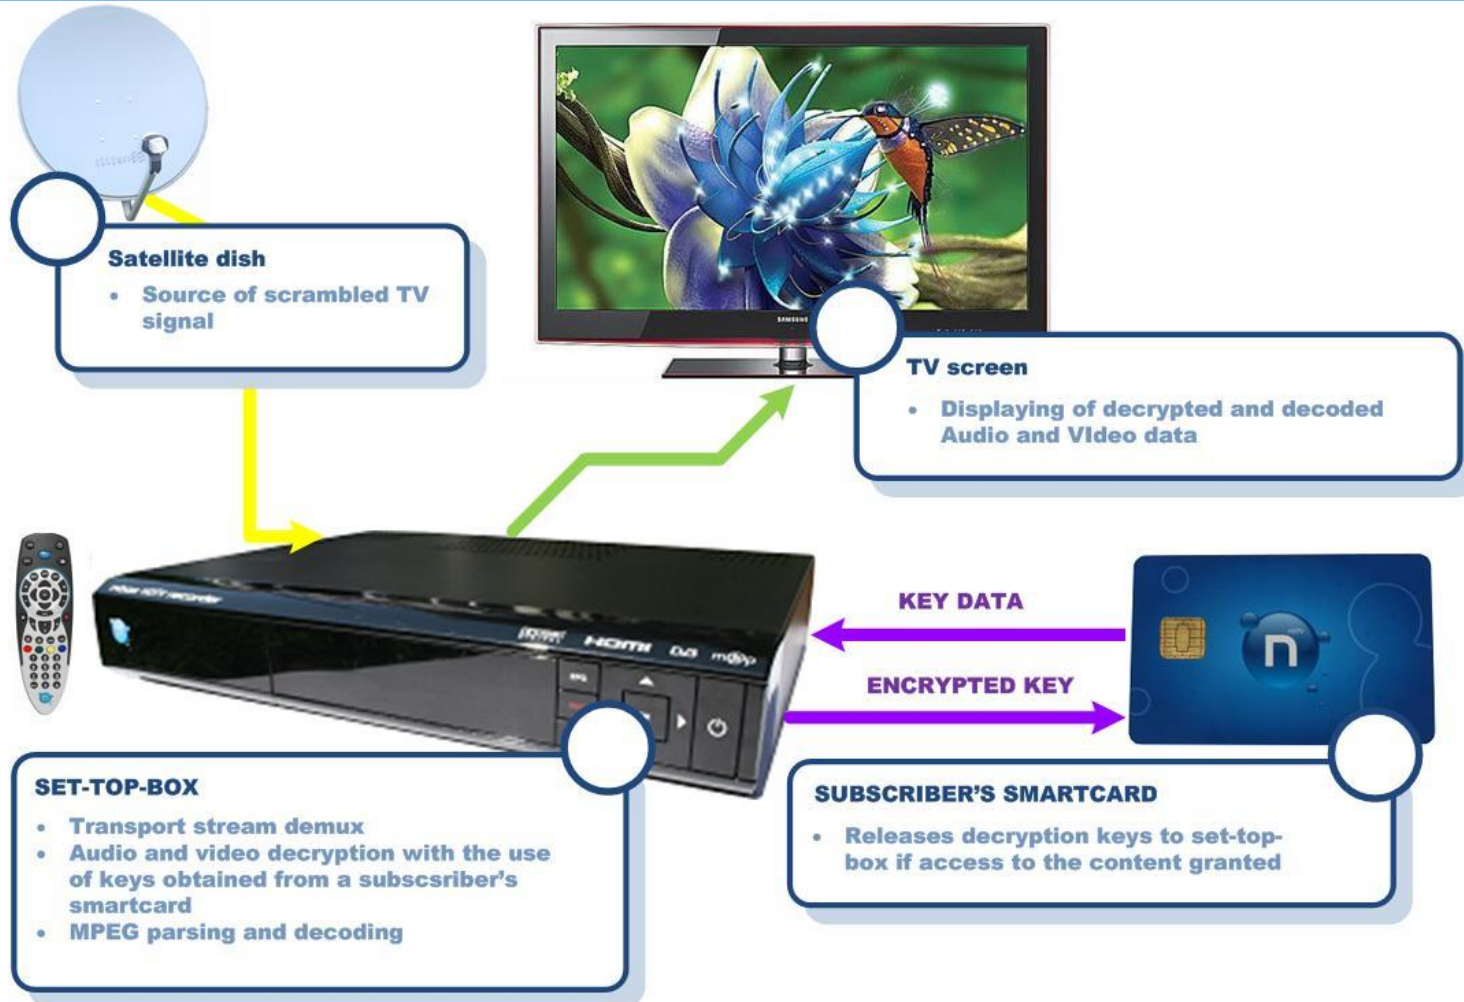 SAMSUNG
Satellite dish
• Source of scrambled TV
signal
TV screen
• Displaying of decrypted and decoded
Audio and VIdeo data
HDMI
DVB
KEY DATA
ENCRYPTED KEY
n
SET-TOP-BOX
• Transport stream demux
• Audio and video decryption with the use
of keys obtained from a subscsriber's
smartcard
• MPEG parsing and decoding
SUBSCRIBER'S SMARTCARD
• Releases decryption keys to set-top-
box if access to the content granted